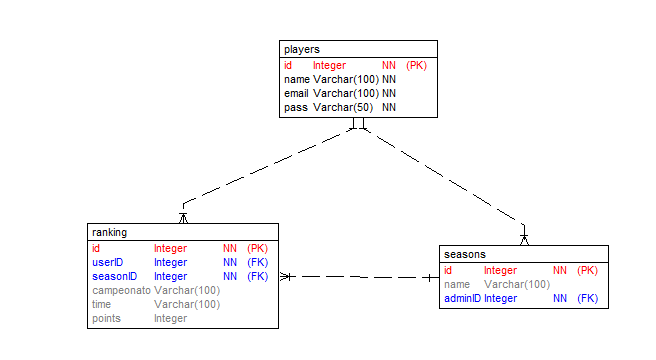 players
id Integer NN (PK)
name Varchar(100) NN
email Varchar(100) NN
pass Varchar(50) NN
ranking
id Integer NN (PK)
userID Integer NN (FK)
seasonID Integer NN (FK)
campeonato Varchar(100)
time Varchar(100)
points Integer
seasons
id Integer NN (PK)
name Varchar(100)
adminID Integer NN (FK)